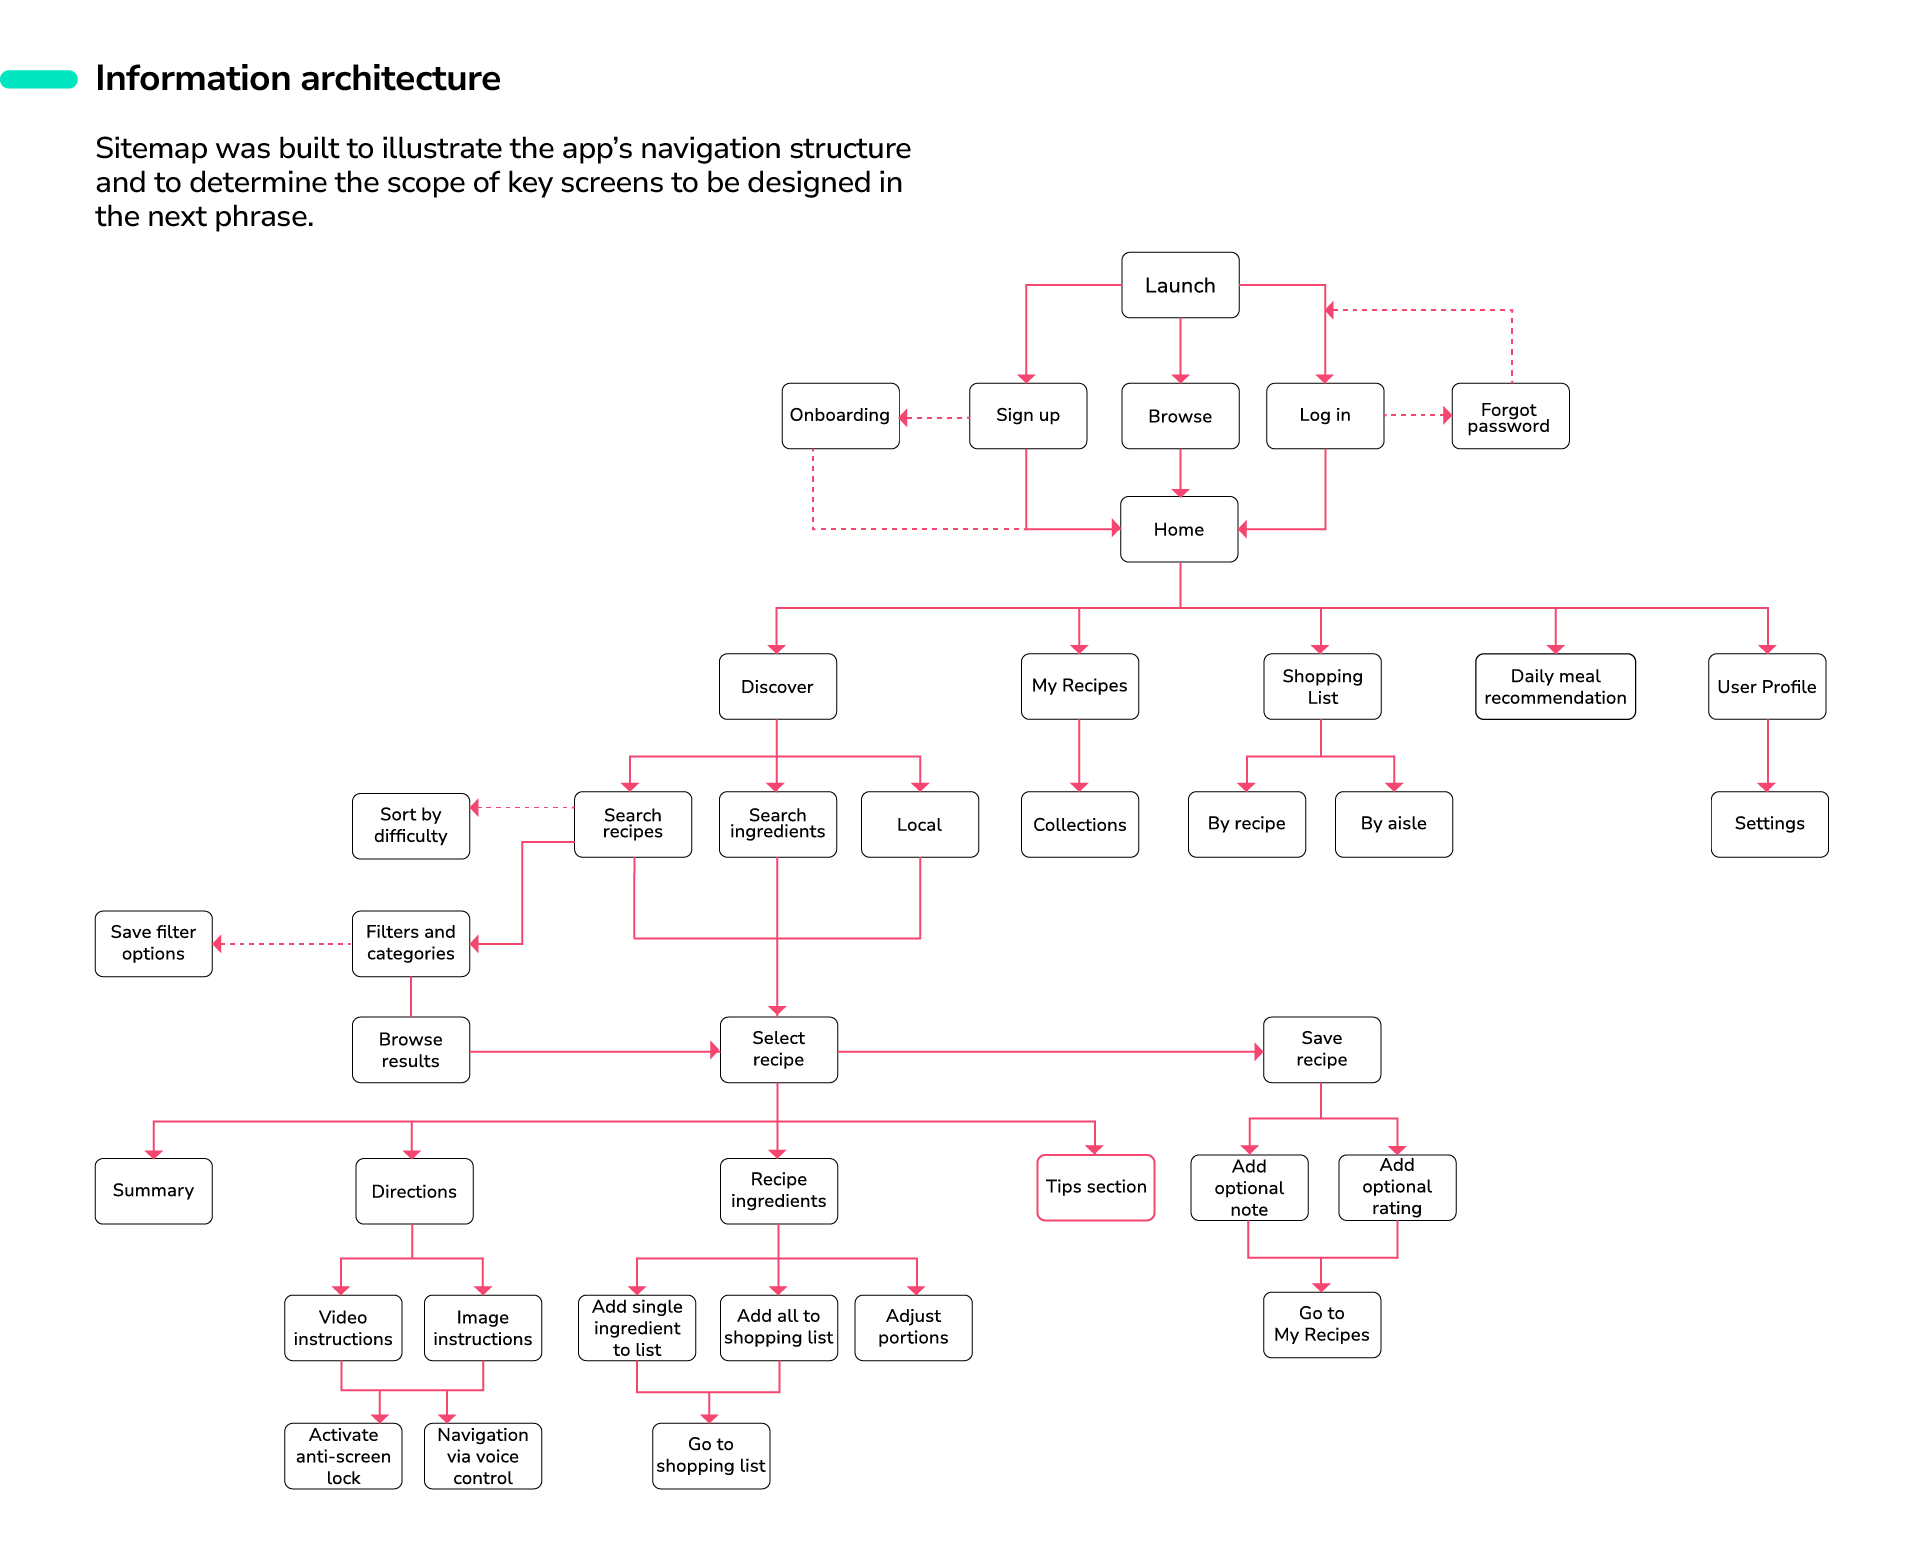 Information architecture
Sitemap was built to illustrate the app's navigation structure
and to determine the scope of key screens to be designed in
the next phrase.
Launch
Onboarding
Sign up
Browse
Log in
Forgot
password
Home
Discover
My Recipes
Shopping
List
Daily meal
recommendation
User Profile
Sort by
difficulty
Search
recipes
Search
ingredients
Local
Collections
By recipe
By aisle
Settings
Save filter
options
Filters and
categories
Browse
results
Select
recipe
Save
recipe
Summary
Directions
Recipe
ingredients
Tips section
Add
optional
note
Add
optional
rating
Video
instructions
Image
instructions
Add single
ingredient
to list
Add all to
shopping list
Adjust
portions
Go to
My Recipes
Activate
anti-screen
lock
Navigation
via voice
control
Go to
shopping list